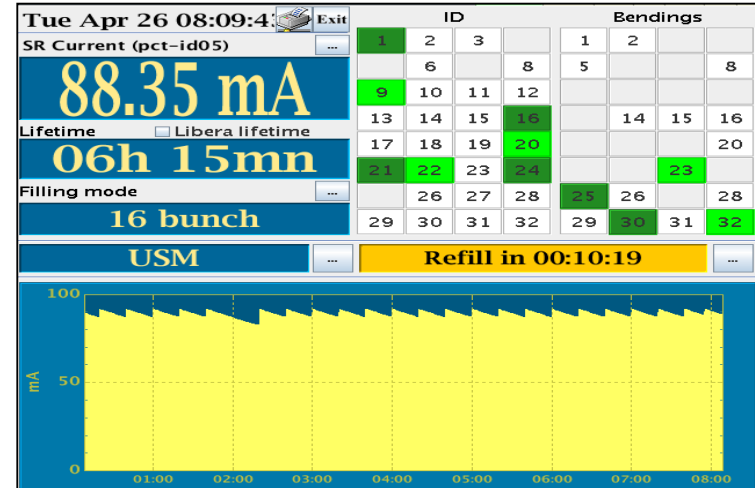 Tue Apr 26 08:09:4 Exit
SR Current (pct-id05) ...
88.35 mA
Lifetime Libera lifetime
06h 15mn
Filling mode ...
16 bunch
ID Bendings
1 2 3 1 2
6 8 5 8
9 10 11 12
13 14 15 16 14 15 16
17 18 19 20 20
21 22 23 24 23
26 27 28 25 26 28
29 30 31 32 29 30 31 32
USM ... Refill in 00:10:19 ...
100
50
0
mA
01:00 02:00 03:00 04:00 05:00 06:00 07:00 08:00